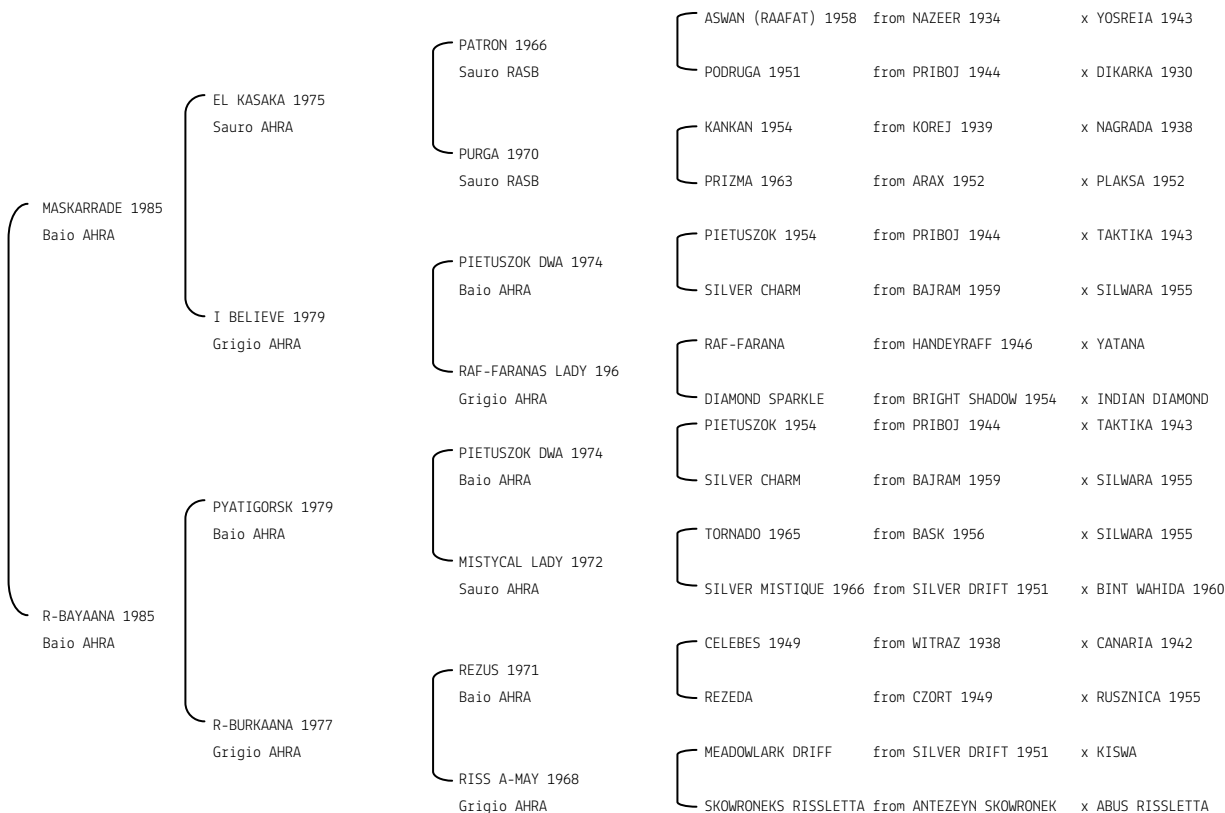 ASWAN (RAAFAT) 1958 from NAZEER 1934 x YOSREIA 1943
PATRON 1966
Sauro RASB
PODRUGA 1951 from PRIBOJ 1944 x DIKARKA 1930
EL KASAKA 1975
Sauro AHRA
KANKAN 1954 from KOREJ 1939 x NAGRADA 1938
PURGA 1970
Sauro RASB
PRIZMA 1963 from ARAX 1952 x PLAKSA 1952
MASKARRADE 1985
Baio AHRA
PIETUSZOK 1954 from PRIBOJ 1944 x TAKTIKA 1943
PIETUSZOK DWA 1974
Baio AHRA
SILVER CHARM from BAJRAM 1959 x SILWARA 1955
I BELIEVE 1979
Grigio AHRA
RAF-FARANA from HANDEYRAFF 1946 x YATANA
RAF-FARANAS LADY 196
Grigio AHRA
DIAMOND SPARKLE from BRIGHT SHADOW 1954 x INDIAN DIAMOND
PIETUSZOK 1954 from PRIBOJ 1944 x TAKTIKA 1943
PIETUSZOK DWA 1974
Baio AHRA
SILVER CHARM from BAJRAM 1959 x SILWARA 1955
PYATIGORSK 1979
Baio AHRA
TORNADO 1965 from BASK 1956 x SILWARA 1955
MISTYCAL LADY 1972
Sauro AHRA
SILVER MISTIQUE 1966 from SILVER DRIFT 1951 x BINT WAHIDA 1960
R-BAYAANA 1985
Baio AHRA
CELEBES 1949 from WITRAZ 1938 x CANARIA 1942
REZUS 1971
Baio AHRA
REZEDA from CZORT 1949 x RUSZNICA 1955
R-BURKAANA 1977
Grigio AHRA
MEADOWLARK DRIFF from SILVER DRIFT 1951 x KISWA
RISS A-MAY 1968
Grigio AHRA
SKOWRONEKS RISSLETTA from ANTEZEYN SKOWRONEK x ABUS RISSLETTA